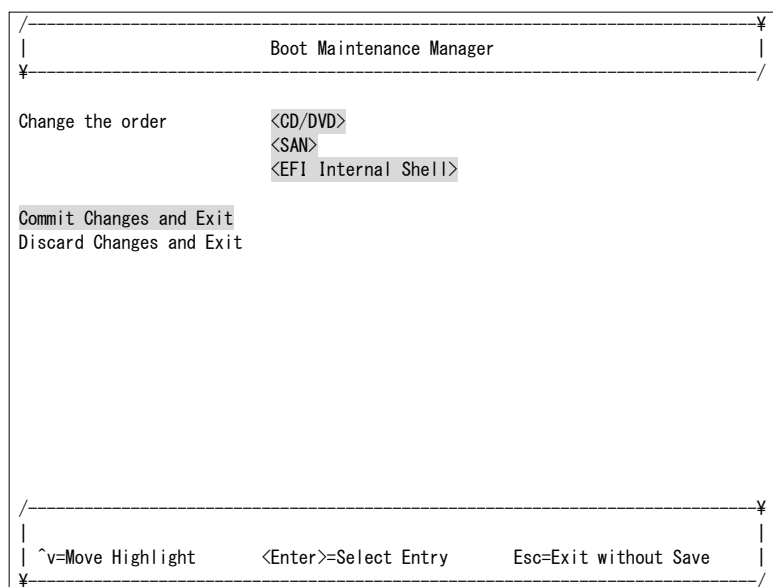 /------------------------------------------------------------------------------¥
| Boot Maintenance Manager |
¥------------------------------------------------------------------------------/
Change the order <CD/DVD>
<SAN>
<EFI Internal Shell>
Commit Changes and Exit
Discard Changes and Exit
/------------------------------------------------------------------------------¥
| |
| ^v=Move Highlight <Enter>=Select Entry Esc=Exit without Save |
¥------------------------------------------------------------------------------/